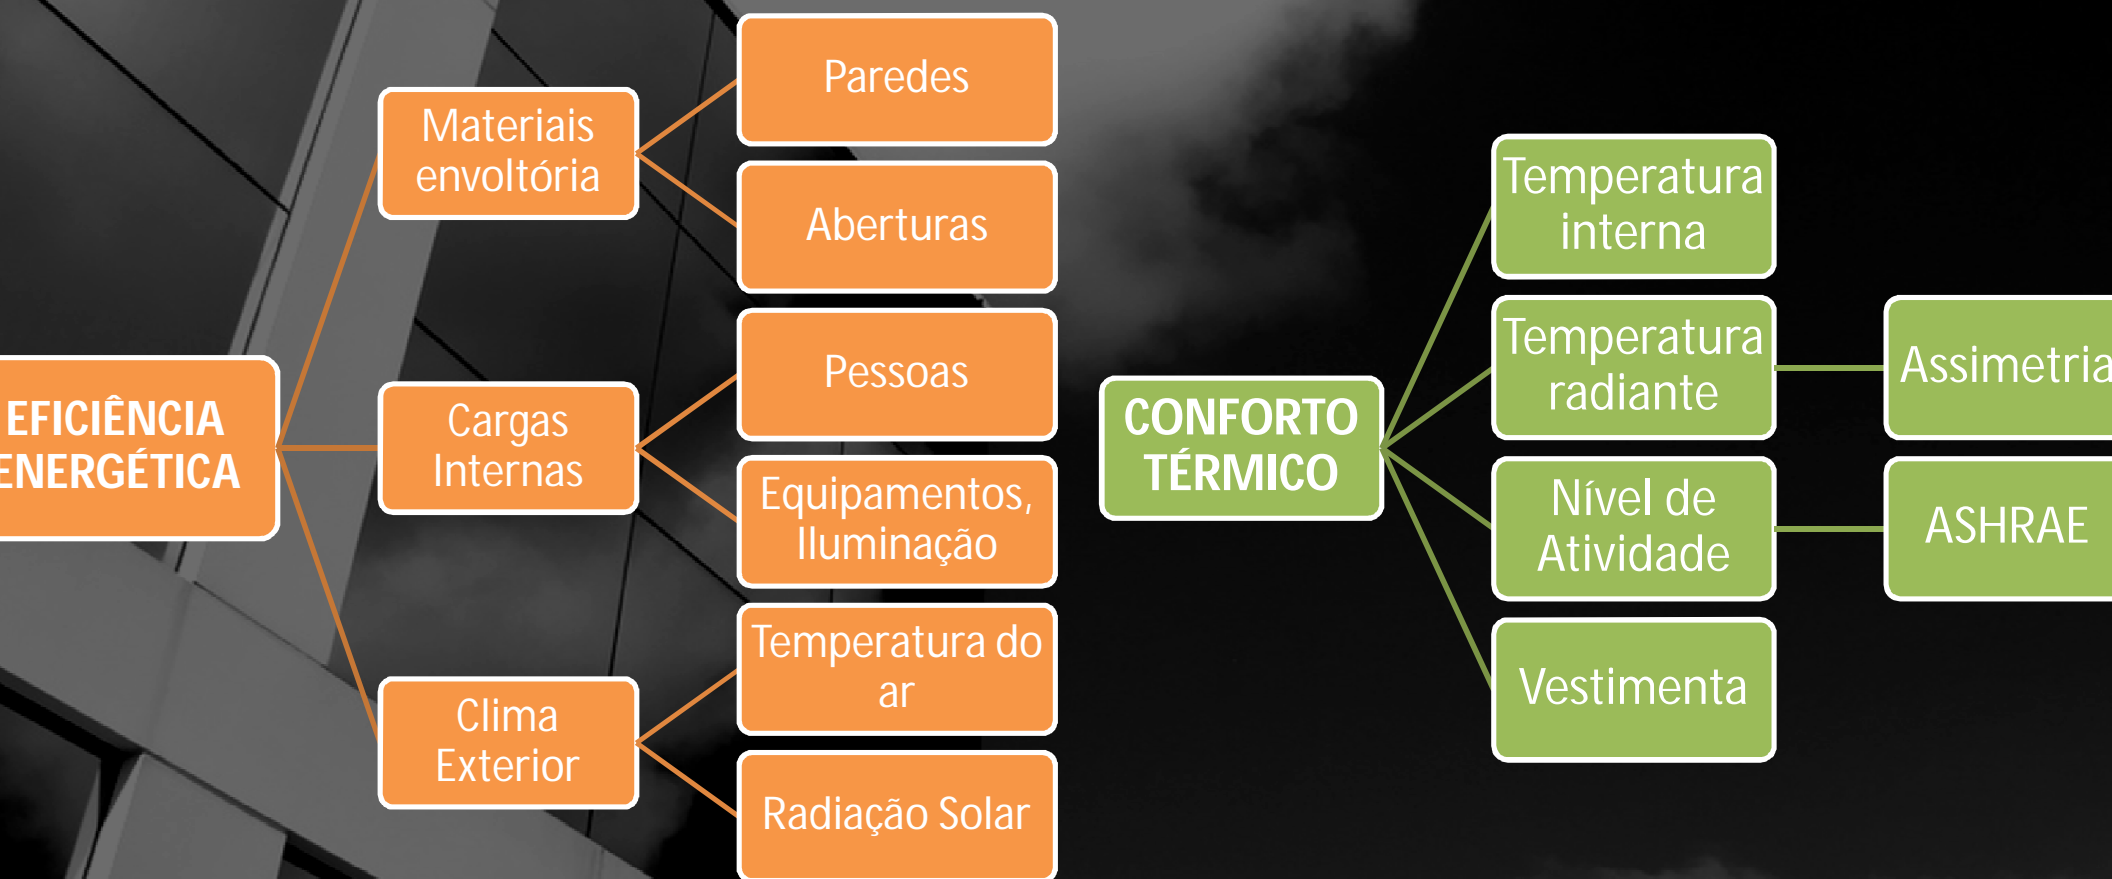 EFICIÊNCIA
ENERGÉTICA
Materiais
envoltória
Paredes
Aberturas
Cargas
Internas
Pessoas
Equipamentos,
Iluminação
Clima
Exterior
Temperatura do
ar
Radiação Solar
CONFORTO
TÉRMICO
Temperatura
interna
Temperatura
radiante
Assimetria
Nível de
Atividade
ASHRAE
Vestimenta